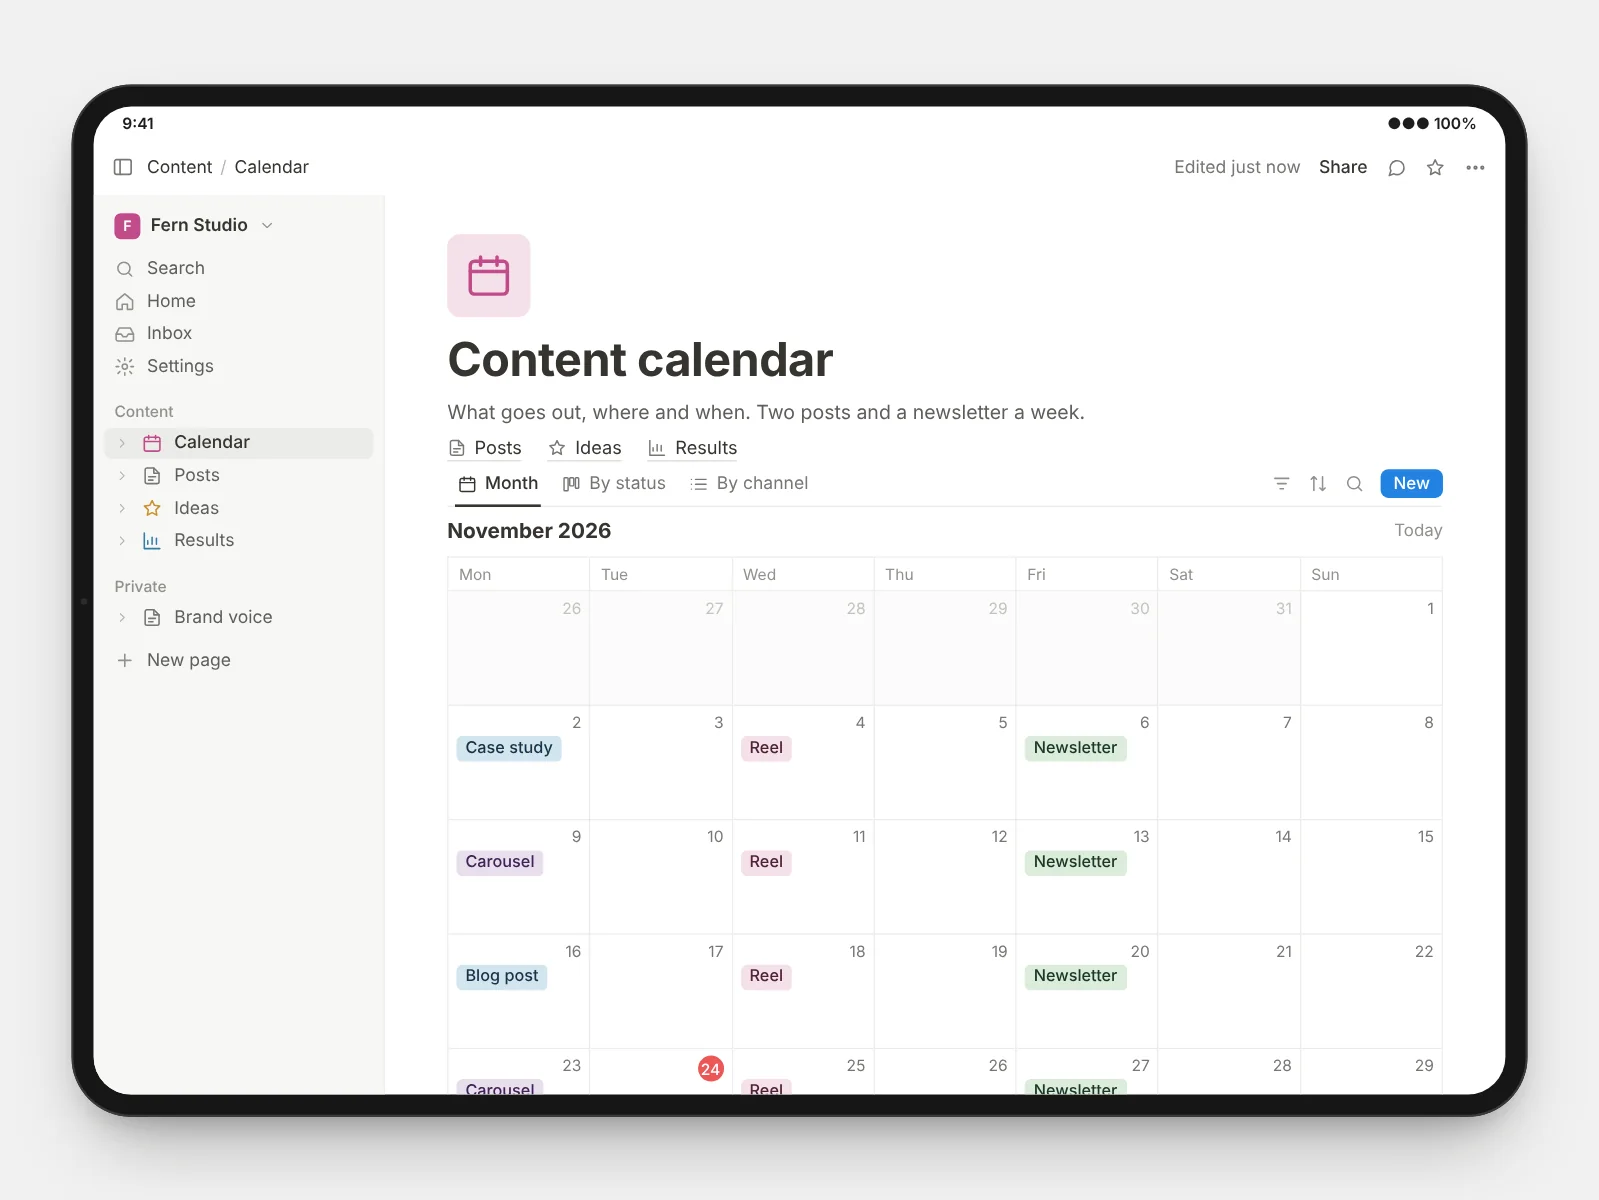 9:41
100%
Content / Calendar
Edited just now
Share
F
Fern Studio
Search
Home
Inbox
Settings
Content
Calendar
Posts
Ideas
Results
Private
Brand voice
New page
Content calendar
What goes out, where and when. Two posts and a newsletter a week.
Posts Ideas Results
Month By status By channel
New
November 2026
Today
Mon Tue Wed Thu Fri Sat Sun
26 27 28 29 30 31 1
2 3 4 5 6 7 8
Case study Reel Newsletter
9 10 11 12 13 14 15
Carousel Reel Newsletter
16 17 18 19 20 21 22
Blog post Reel Newsletter
23 24 25 26 27 28 29
Carousel Reel Newsletter